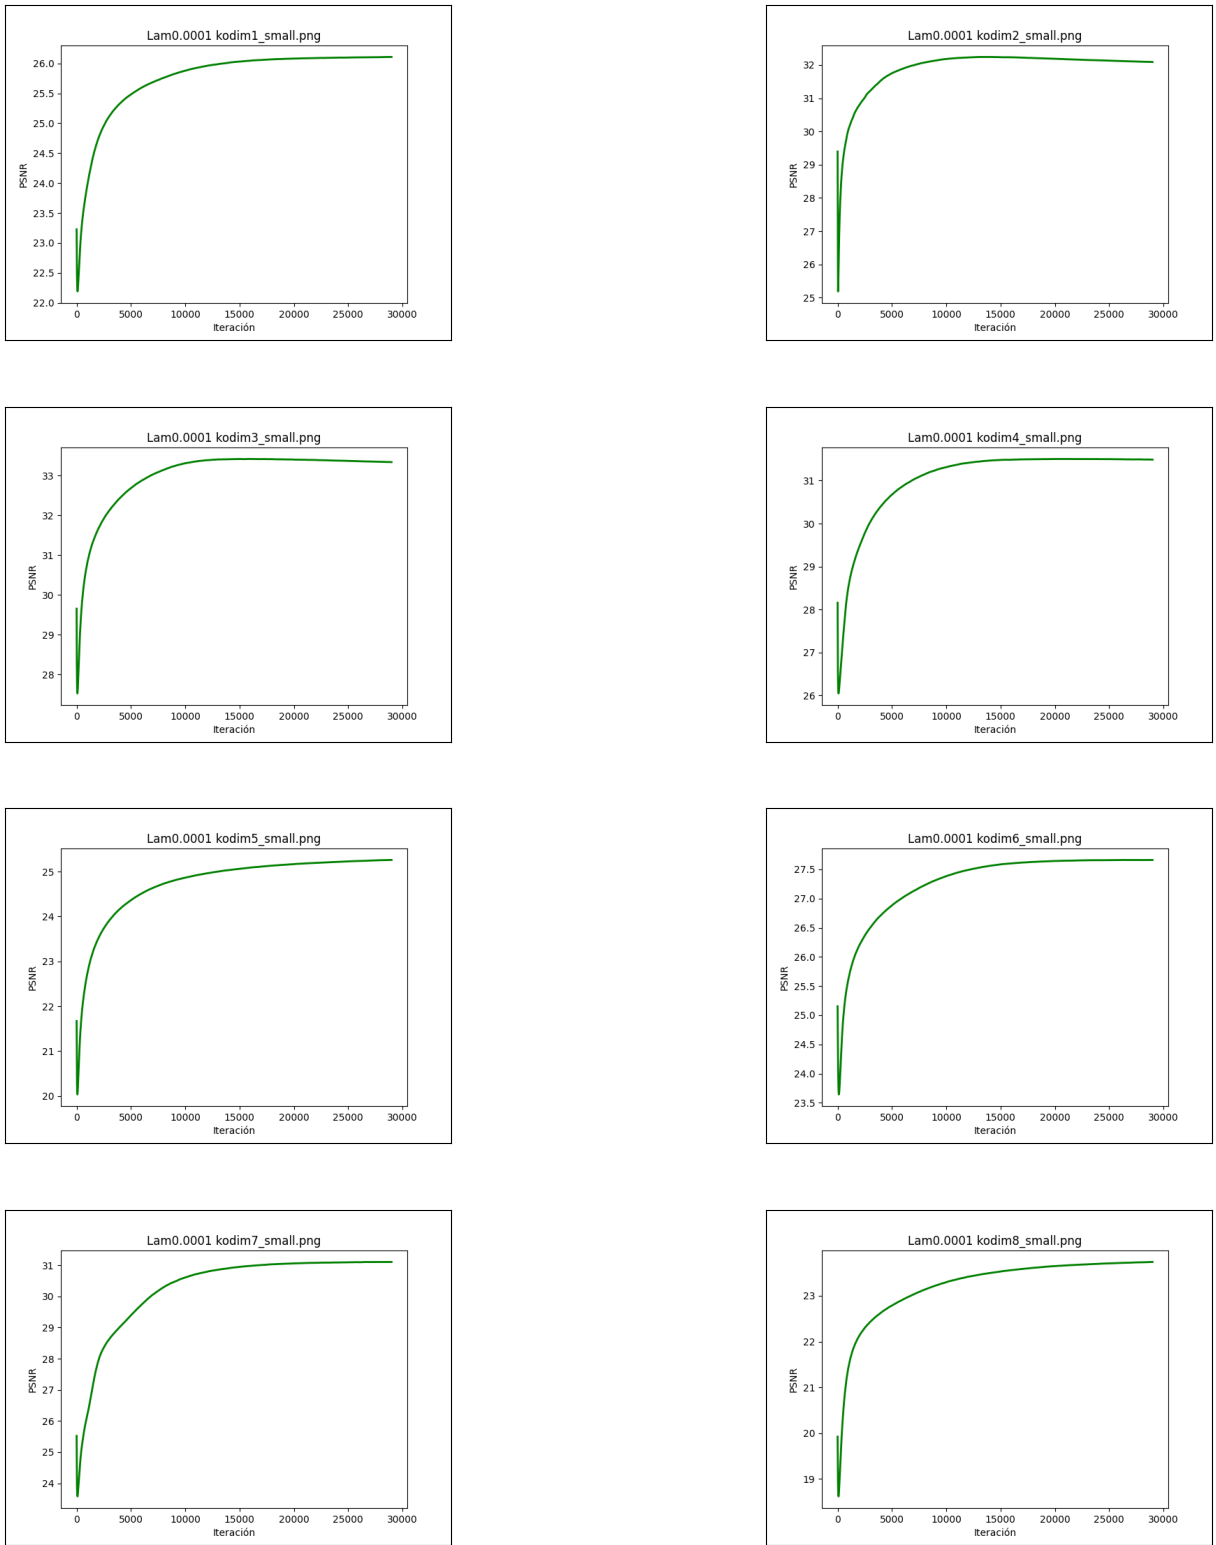 Lam0.0001 kodim1_small.png
26.0
25.5
25.0
24.5
24.0
23.5
23.0
22.5
22.0
PSNR
0 5000 10000 15000 20000 25000 30000
Iteración
Lam0.0001 kodim2_small.png
32
31
30
29
28
27
26
25
PSNR
0 5000 10000 15000 20000 25000 30000
Iteración
Lam0.0001 kodim3_small.png
33
32
31
30
29
28
PSNR
0 5000 10000 15000 20000 25000 30000
Iteración
Lam0.0001 kodim4_small.png
31
30
29
28
27
26
PSNR
0 5000 10000 15000 20000 25000 30000
Iteración
Lam0.0001 kodim5_small.png
25
24
23
22
21
20
PSNR
0 5000 10000 15000 20000 25000 30000
Iteración
Lam0.0001 kodim6_small.png
27.5
27.0
26.5
26.0
25.5
25.0
24.5
24.0
23.5
PSNR
0 5000 10000 15000 20000 25000 30000
Iteración
Lam0.0001 kodim7_small.png
31
30
29
28
27
26
25
24
PSNR
0 5000 10000 15000 20000 25000 30000
Iteración
Lam0.0001 kodim8_small.png
23
22
21
20
19
PSNR
0 5000 10000 15000 20000 25000 30000
Iteración